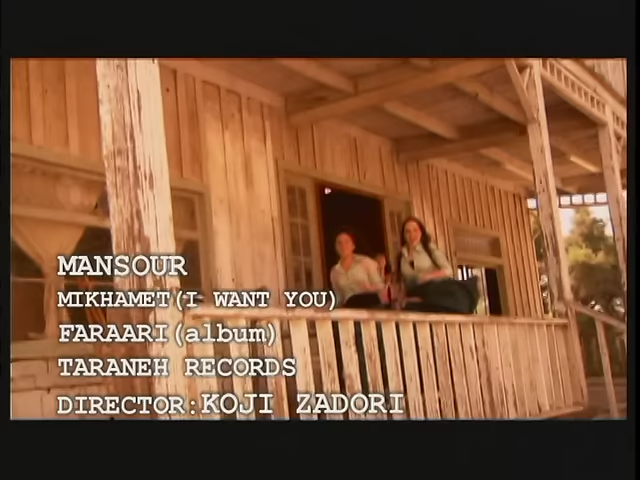 MANSOUR
MIKHAMET(I WANT YOU)
FARAARI(album)
TARANEH RECORDS
DIRECTOR:KOJI ZADORI